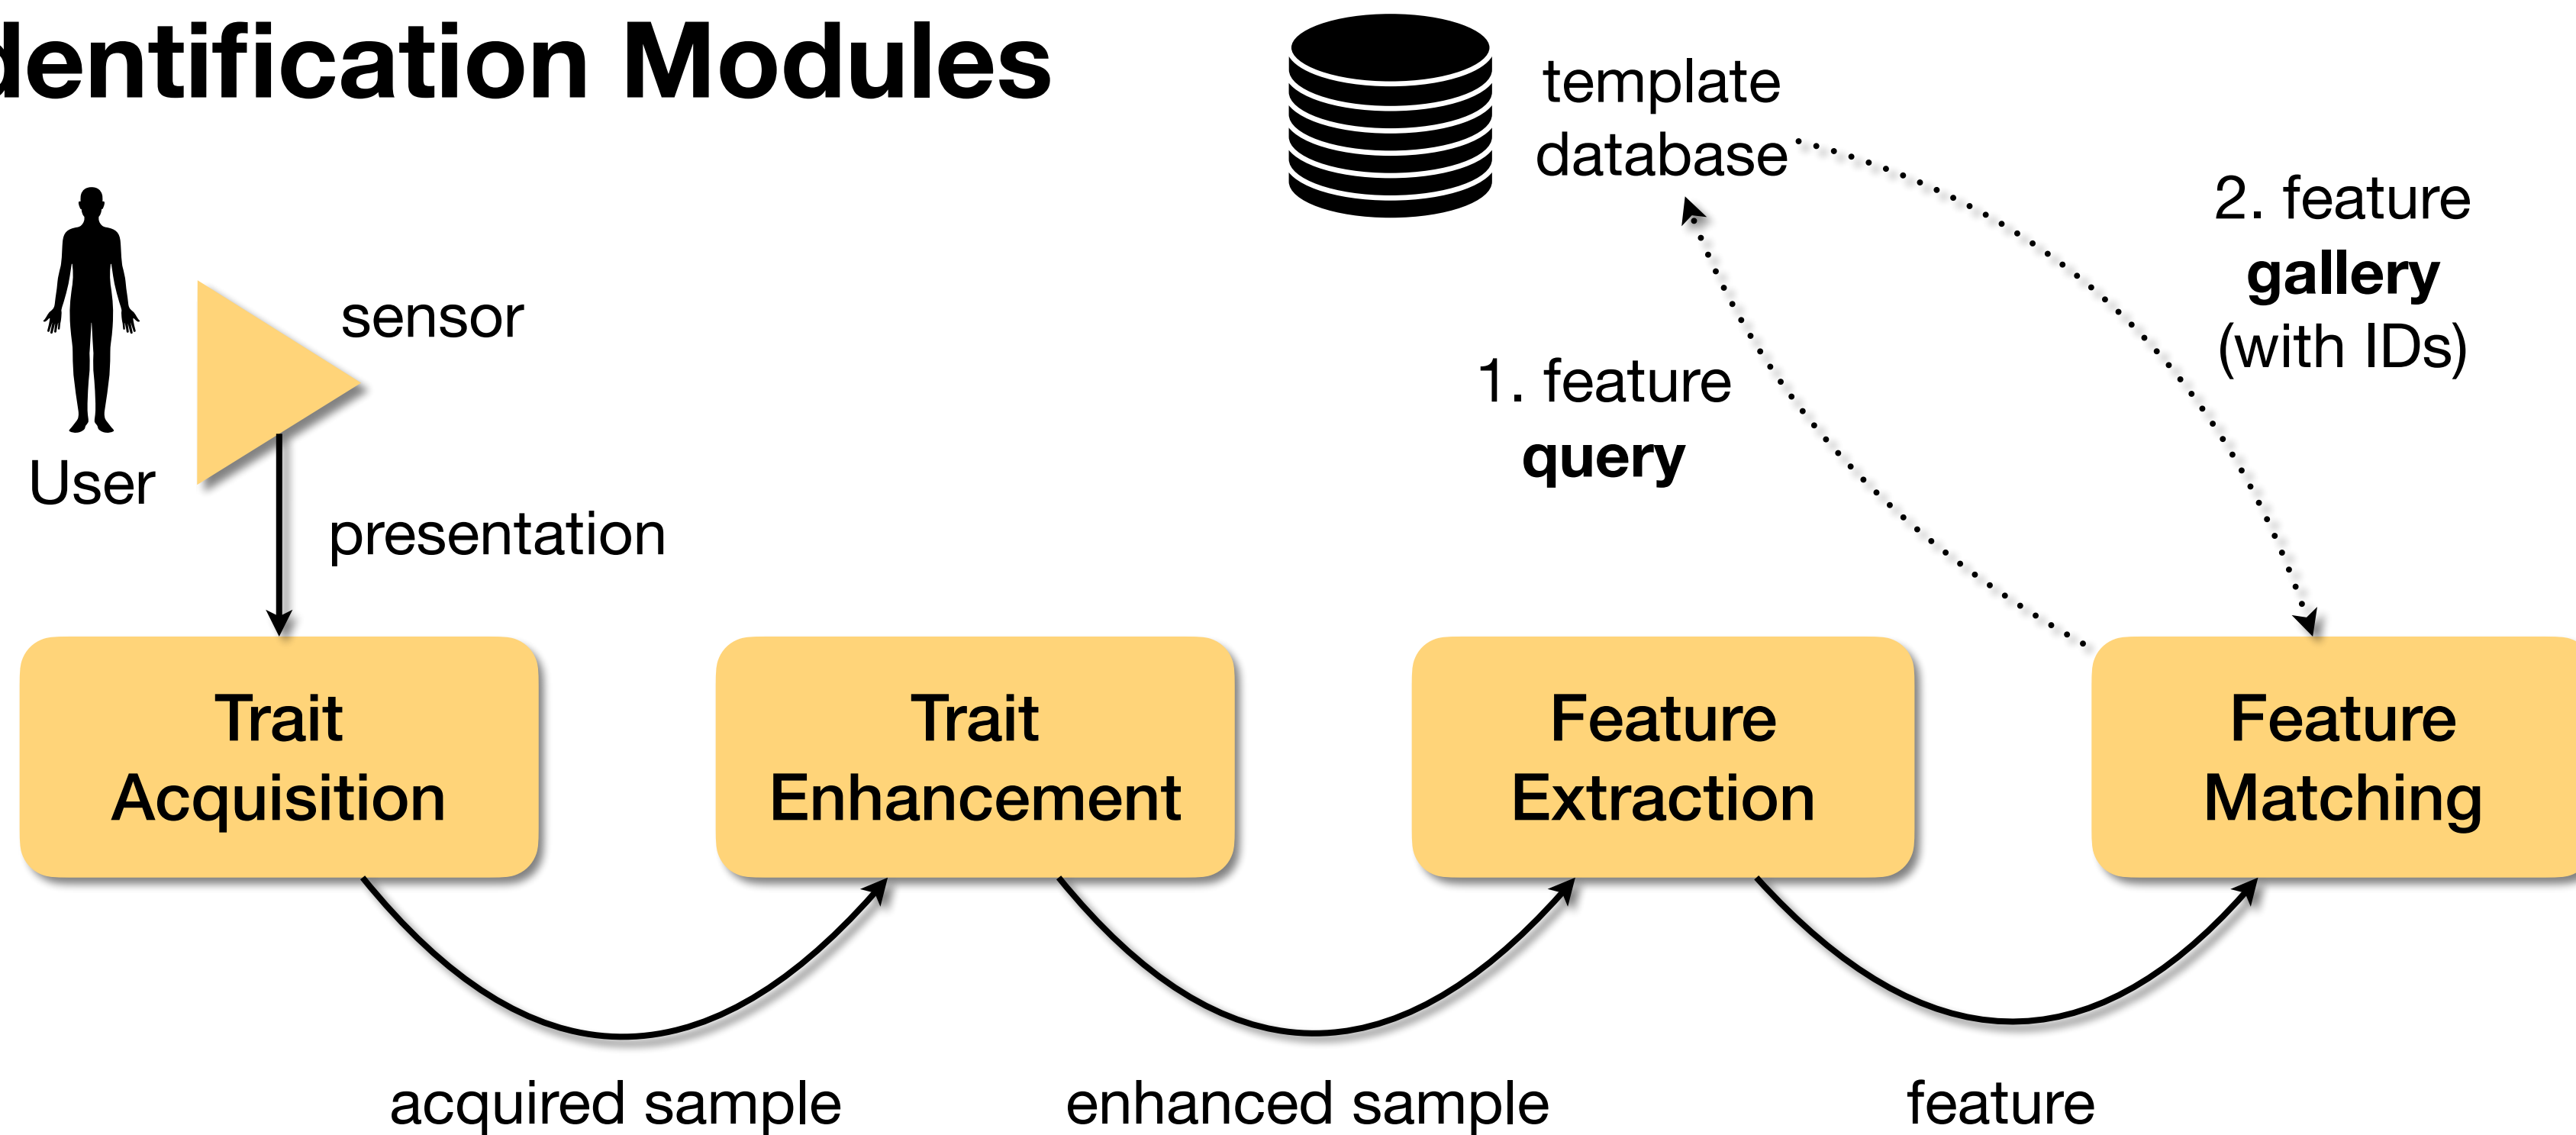 dentification Modules
template
database
2. feature
gallery
(with IDs)
sensor
1. feature
query
User
presentation
Trait
Acquisition
Trait
Enhancement
Feature
Extraction
Feature
Matching
acquired sample
enhanced sample
feature